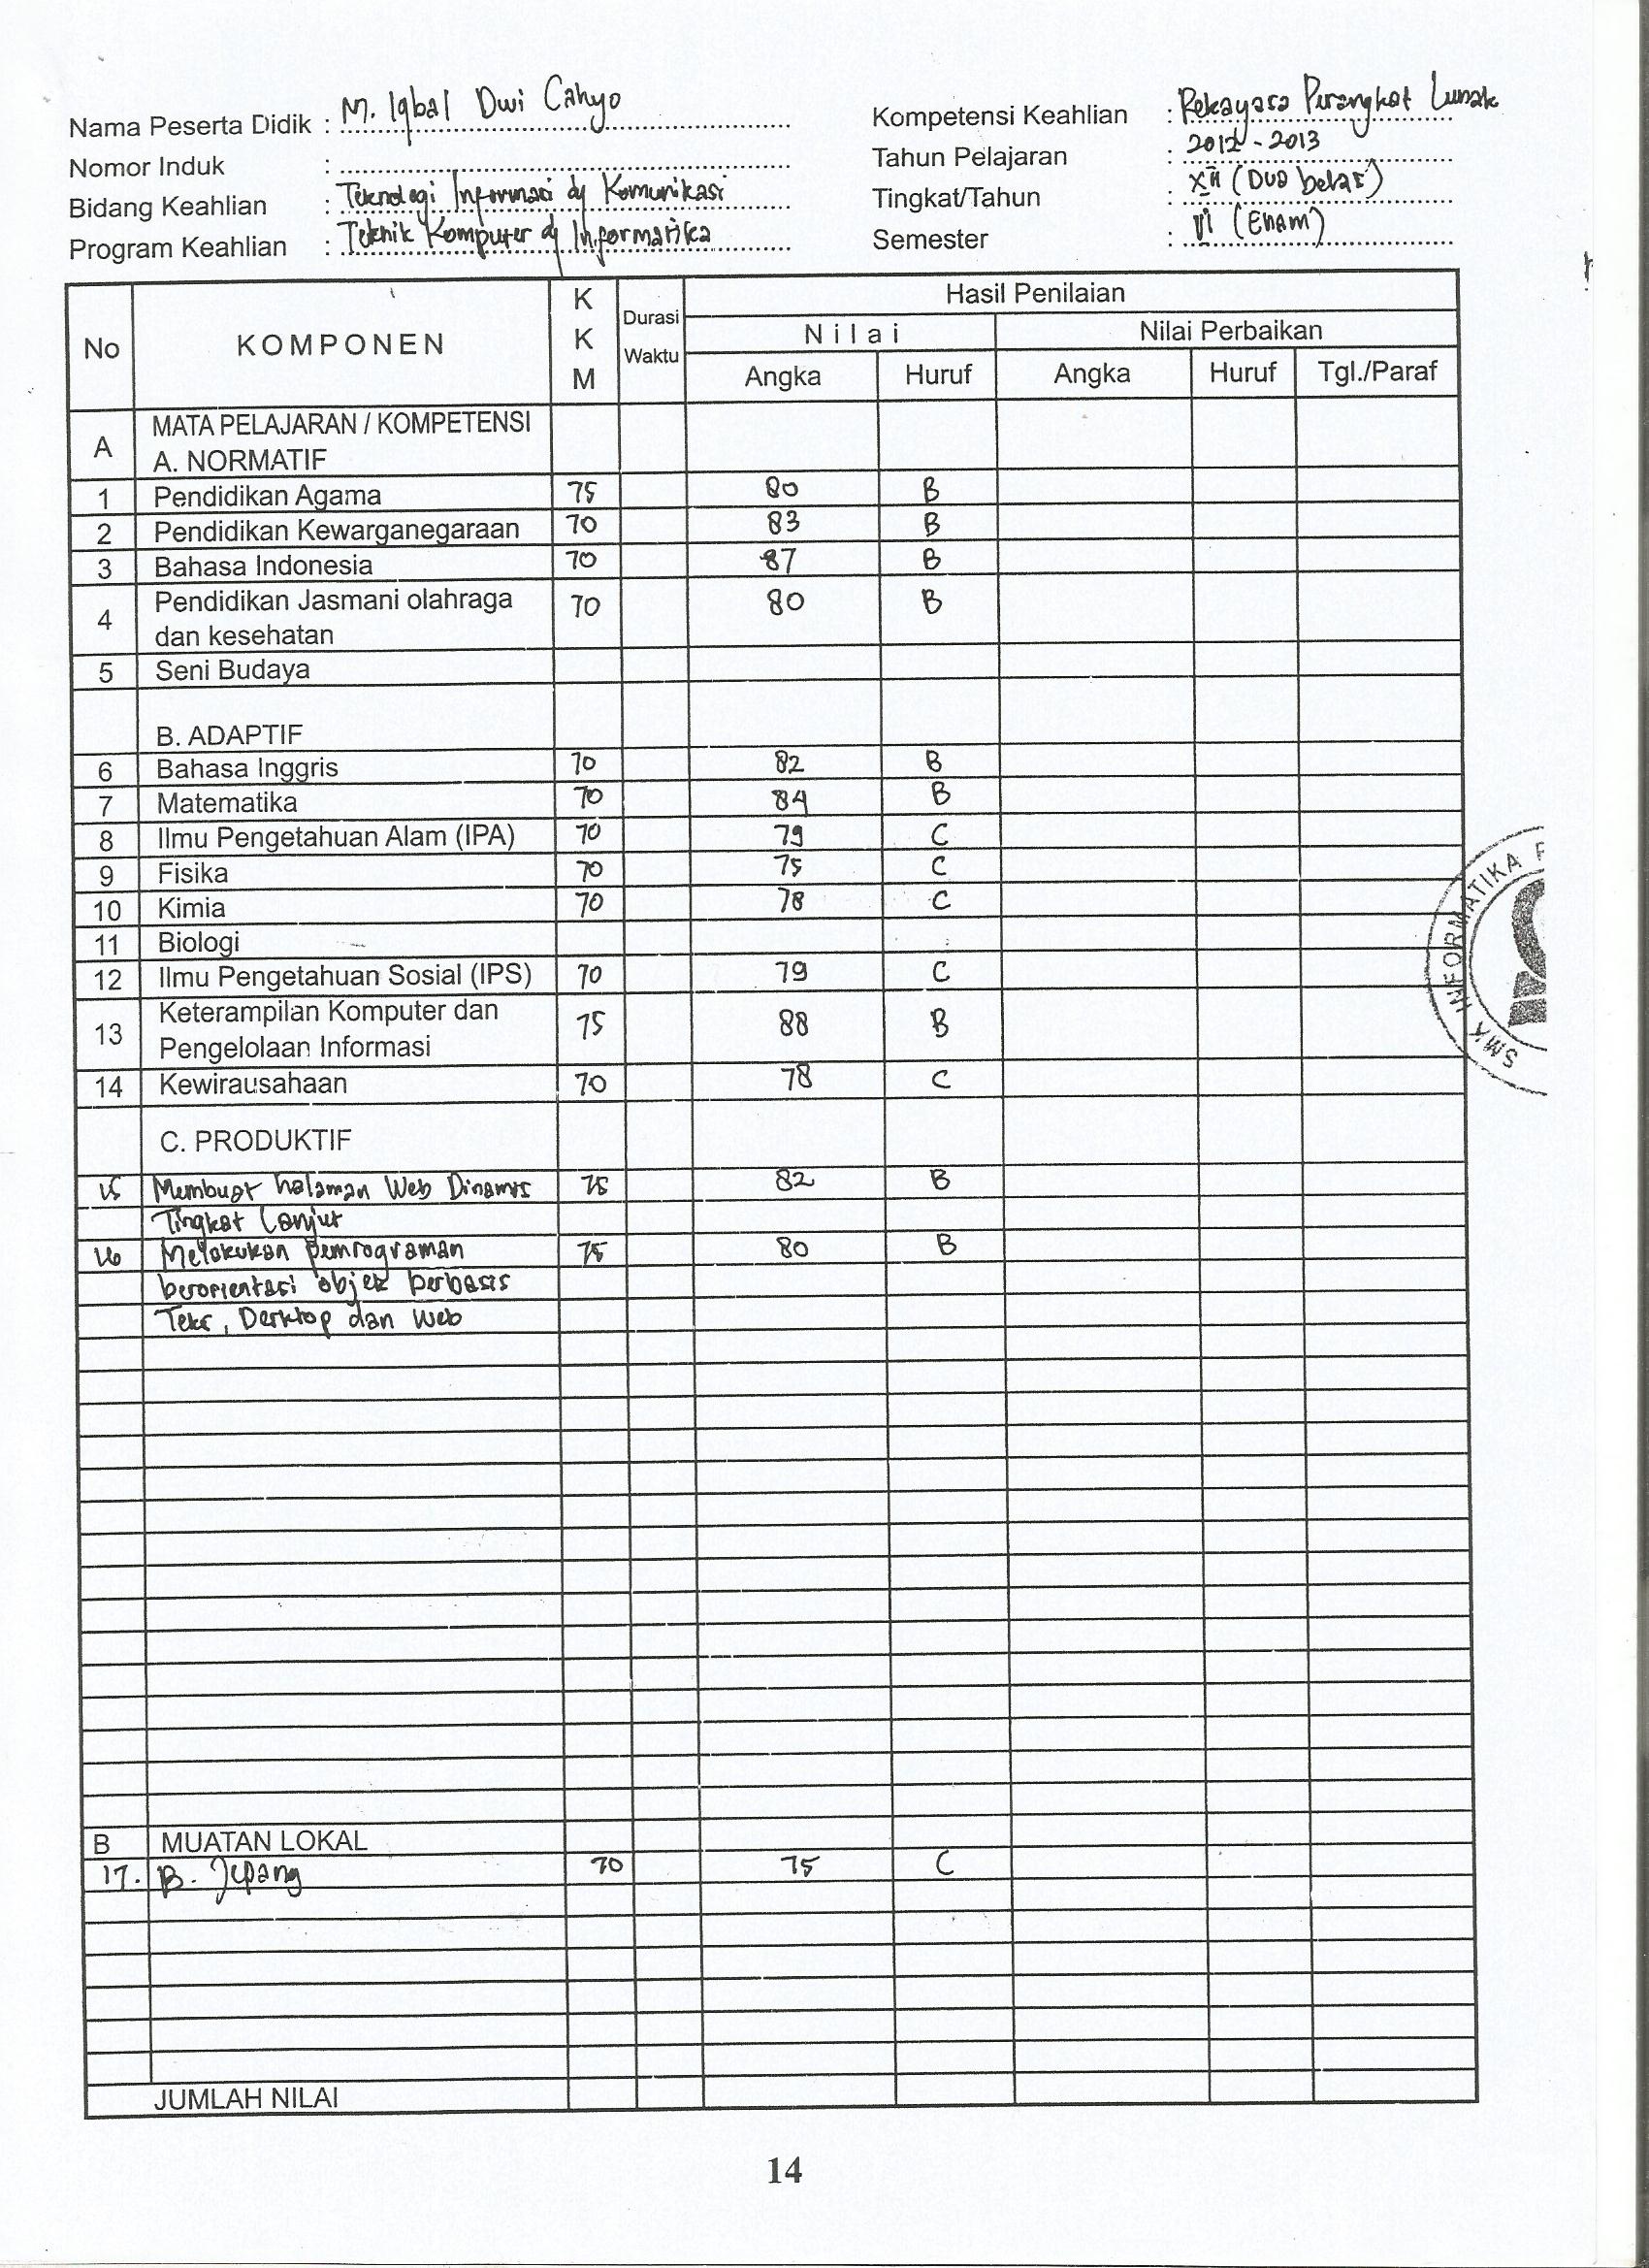 Nama Peserta Didik : M. Iqbal Dwi Cahyo
Nomor Induk :
Bidang Keahlian : Teknologi Informasi dg Komunikasi
Program Keahlian : Teknik Komputer dg Informatika
Kompetensi Keahlian : Rekayasa Perangkat Lunak
Tahun Pelajaran : 2012 - 2013
Tingkat/Tahun : XII (Dua belas)
Semester : VI (Enam)
No KOMPONEN KKM Durasi Waktu Hasil Penilaian
Nilai Nilai Perbaikan
Angka Huruf Angka Huruf Tgl./Paraf
A MATA PELAJARAN / KOMPETENSI
A. NORMATIF
1 Pendidikan Agama 75 80 B
2 Pendidikan Kewarganegaraan 70 83 B
3 Bahasa Indonesia 70 87 B
4 Pendidikan Jasmani olahraga 70 80 B
dan kesehatan
5 Seni Budaya
B. ADAPTIF
6 Bahasa Inggris 70 82 B
7 Matematika 70 84 B
8 Ilmu Pengetahuan Alam (IPA) 70 79 C
9 Fisika 70 75 C
10 Kimia 70 78 C
11 Biologi
12 Ilmu Pengetahuan Sosial (IPS) 70 79 C
13 Keterampilan Komputer dan 75 88 B
Pengelolaan Informasi
14 Kewirausahaan 70 78 C
C. PRODUKTIF
15 Membuat halaman Web Dinamis 75 82 B
Tingkat Lanjut
16 Melakukan pemrograman 75 80 B
berorientasi objek berbasis
Teks, Desktop dan Web
B MUATAN LOKAL
17. B. Jepang 70 75 C
JUMLAH NILAI
SMK INFORMATIKA P
14